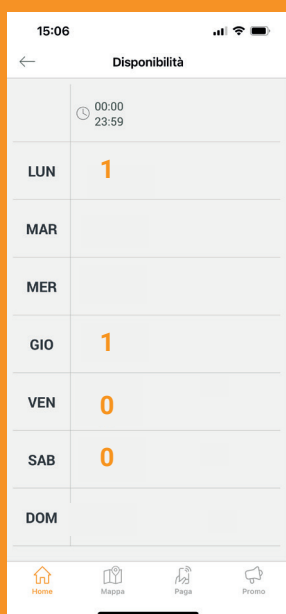 15:06
Disponibilità
00:00
23:59
LUN 1
MAR
MER
GIO 1
VEN 0
SAB 0
DOM
Home Mappa Paga Promo